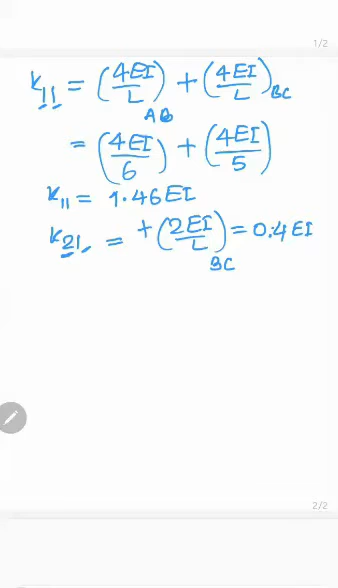 1/2
K11 = (4EI/L)AB + (4EI/L)BC
= (4EI/6) + (4EI/5)
K11 = 1.46EI
K21 = +(2EI/L)BC = 0.4EI
2/2